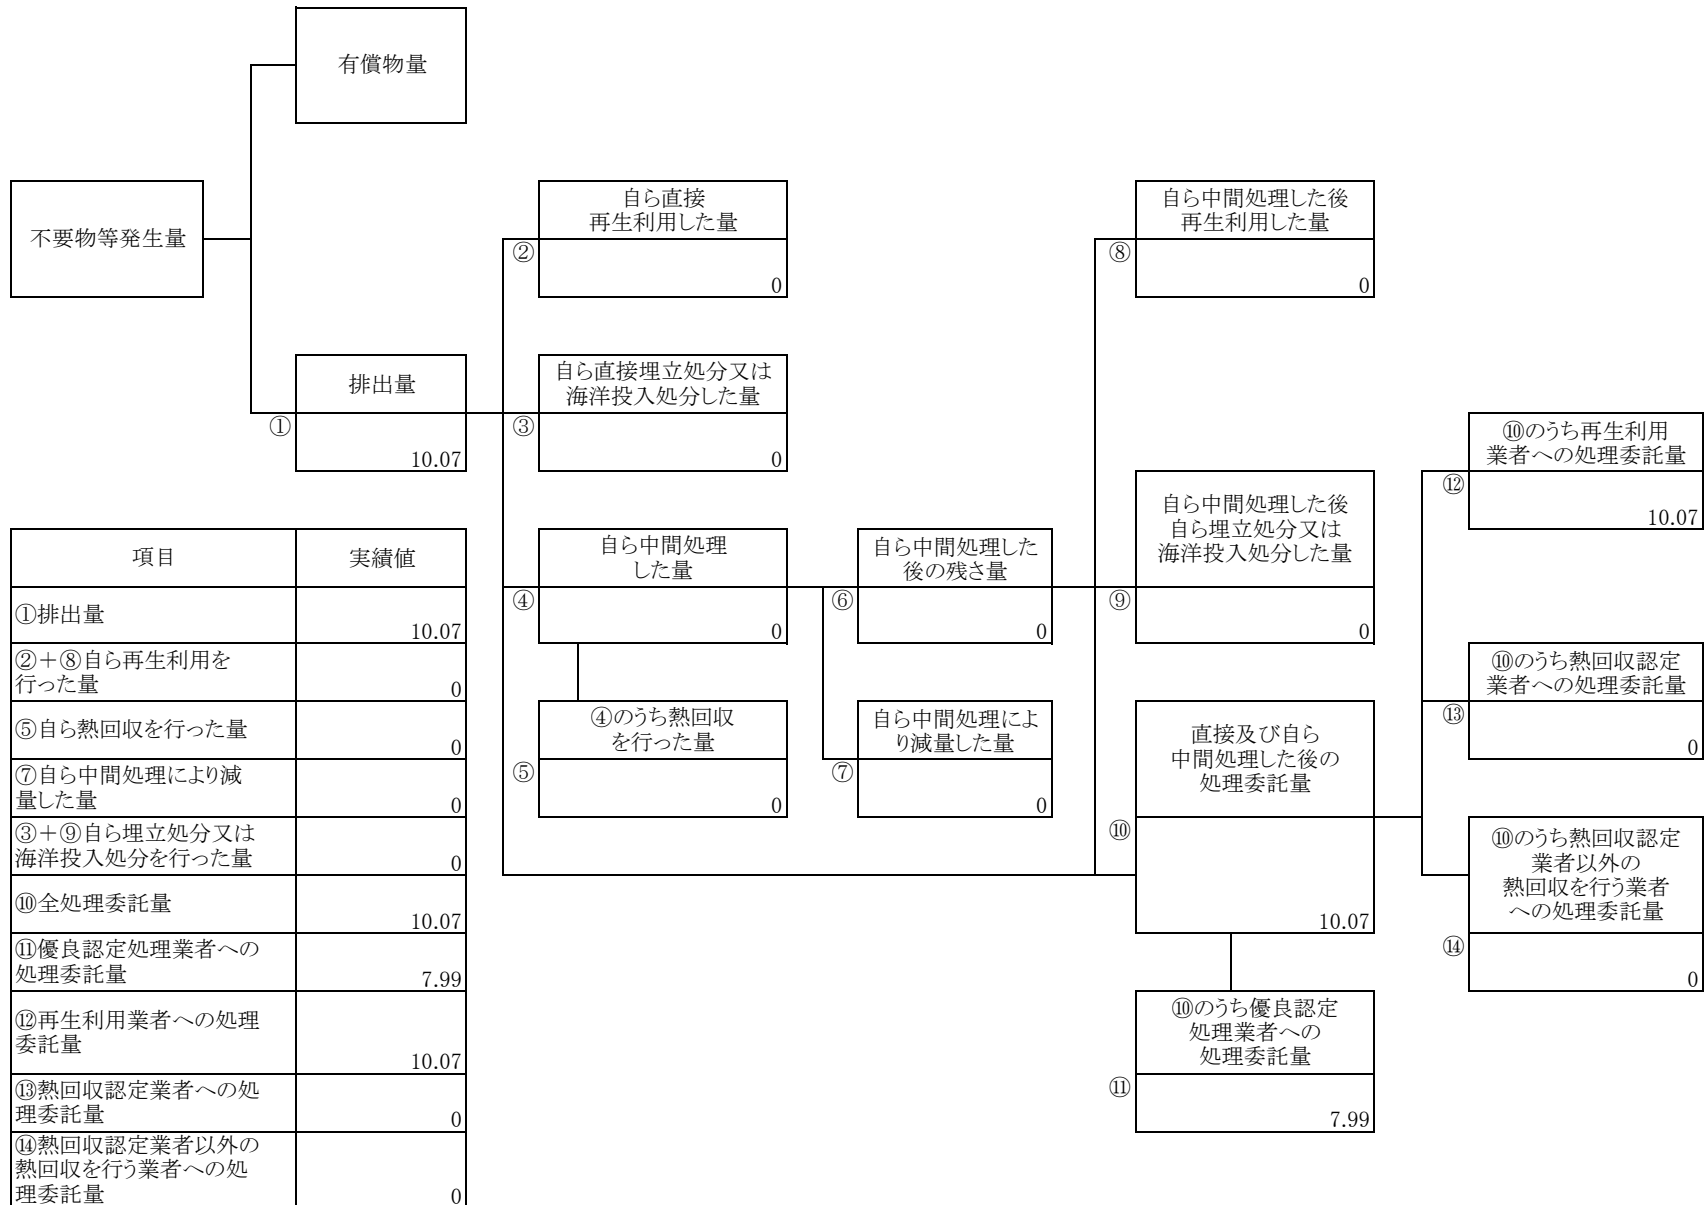 有償物量
不要物等発生量
自ら直接
再生利用した量
②
0
自ら中間処理した後
再生利用した量
⑧
0
排出量
①
10.07
自ら直接埋立処分又は
海洋投入処分した量
③
0
⑩のうち再生利用
業者への処理委託量
⑫
10.07
自ら中間処理
した量
④
0
自ら中間処理した
後の残さ量
⑥
0
自ら中間処理した後
自ら埋立処分又は
海洋投入処分した量
⑨
0
⑩のうち熱回収認定
業者への処理委託量
⑬
0
④のうち熱回収
を行った量
⑤
0
自ら中間処理によ
り減量した量
⑦
0
直接及び自ら
中間処理した後の
処理委託量
⑩
10.07
⑩のうち熱回収認定
業者以外の
熱回収を行う業者
への処理委託量
⑭
0
⑩のうち優良認定
処理業者への
処理委託量
⑪
7.99
項目 実績値
①排出量
10.07
②＋⑧自ら再生利用を
行った量
0
⑤自ら熱回収を行った量
0
⑦自ら中間処理により減
量した量
0
③＋⑨自ら埋立処分又は
海洋投入処分を行った量
0
⑩全処理委託量
10.07
⑪優良認定処理業者への
処理委託量
7.99
⑫再生利用業者への処理
委託量
10.07
⑬熱回収認定業者への処
理委託量
0
⑭熱回収認定業者以外の
熱回収を行う業者への処
理委託量
0